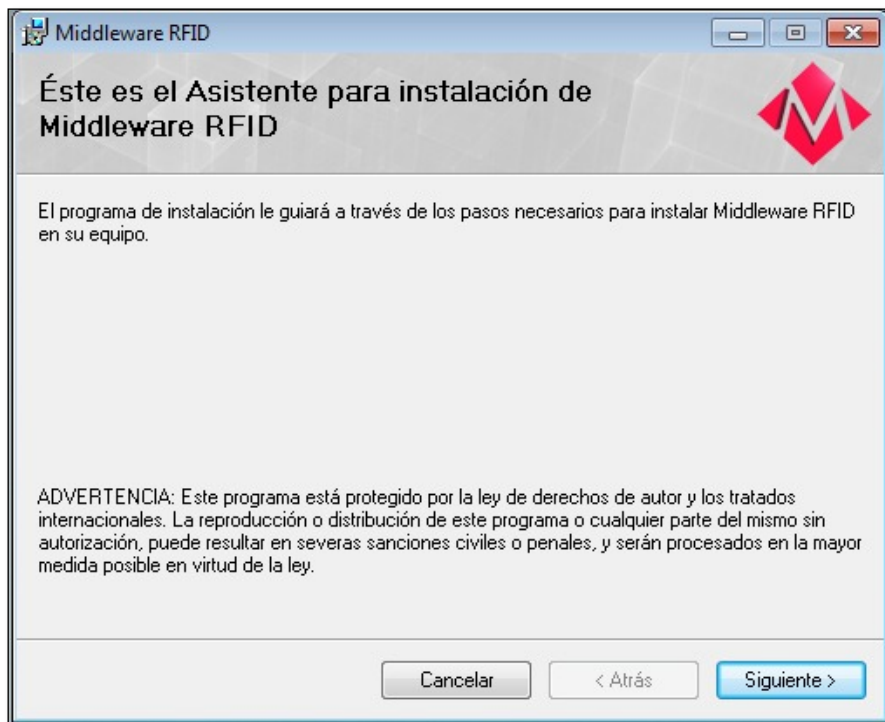 Middleware RFID
Éste es el Asistente para instalación de
Middleware RFID
El programa de instalación le guiará a través de los pasos necesarios para instalar Middleware RFID
en su equipo.
ADVERTENCIA: Este programa está protegido por la ley de derechos de autor y los tratados
internacionales. La reproducción o distribución de este programa o cualquier parte del mismo sin
autorización, puede resultar en severas sanciones civiles o penales, y serán procesados en la mayor
medida posible en virtud de la ley.
Cancelar < Atrás Siguiente >